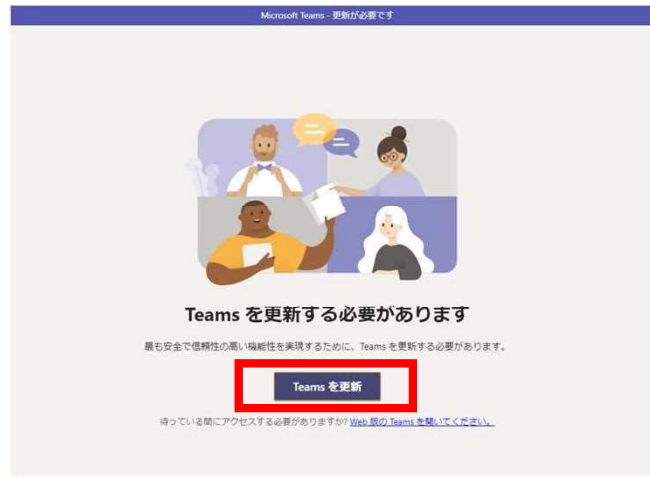 Microsoft Teams - 更新が必要です
Teams を更新する必要があります
最も安全で信頼性の高い機能性を実現するために、Teams を更新する必要があります。
Teams を更新
待っている間にアクセスする必要がありますか? Web 版の Teams を開いてください。